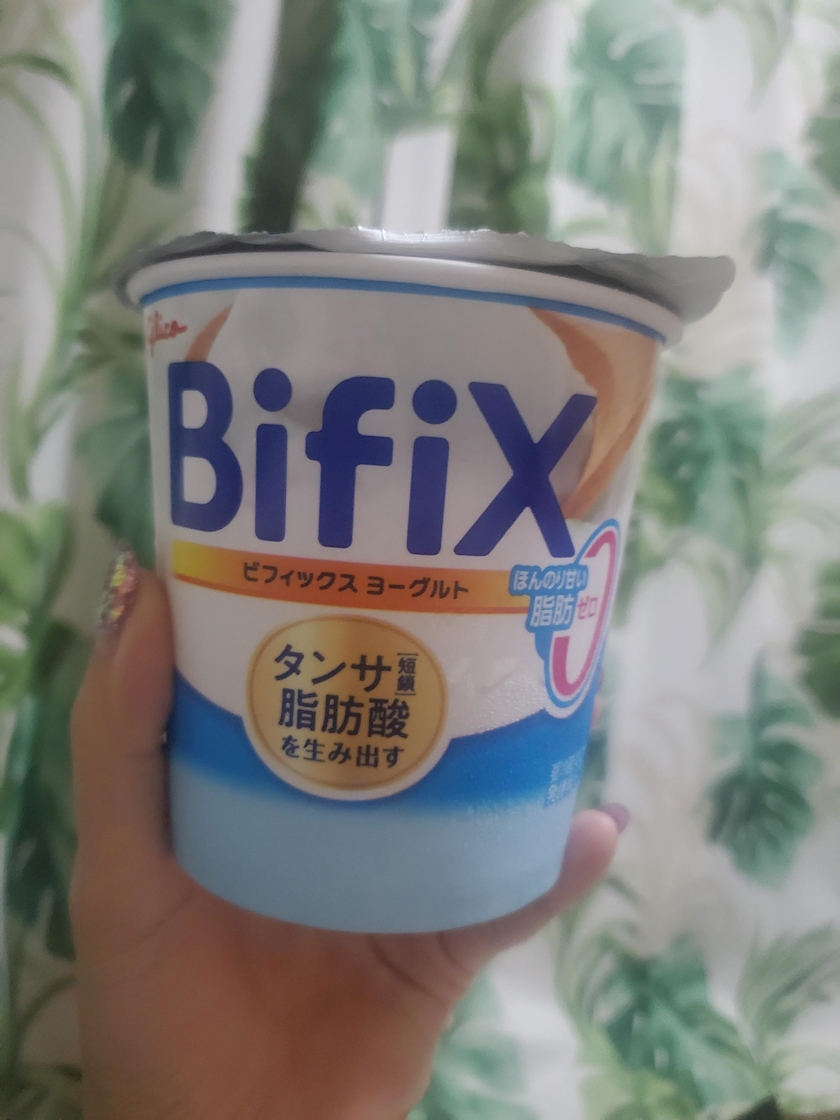 Glico
BifiX
ビフィックス ヨーグルト
ほんのり甘い
脂肪ゼロ
タンサ[短鎖]
脂肪酸
を生み出す